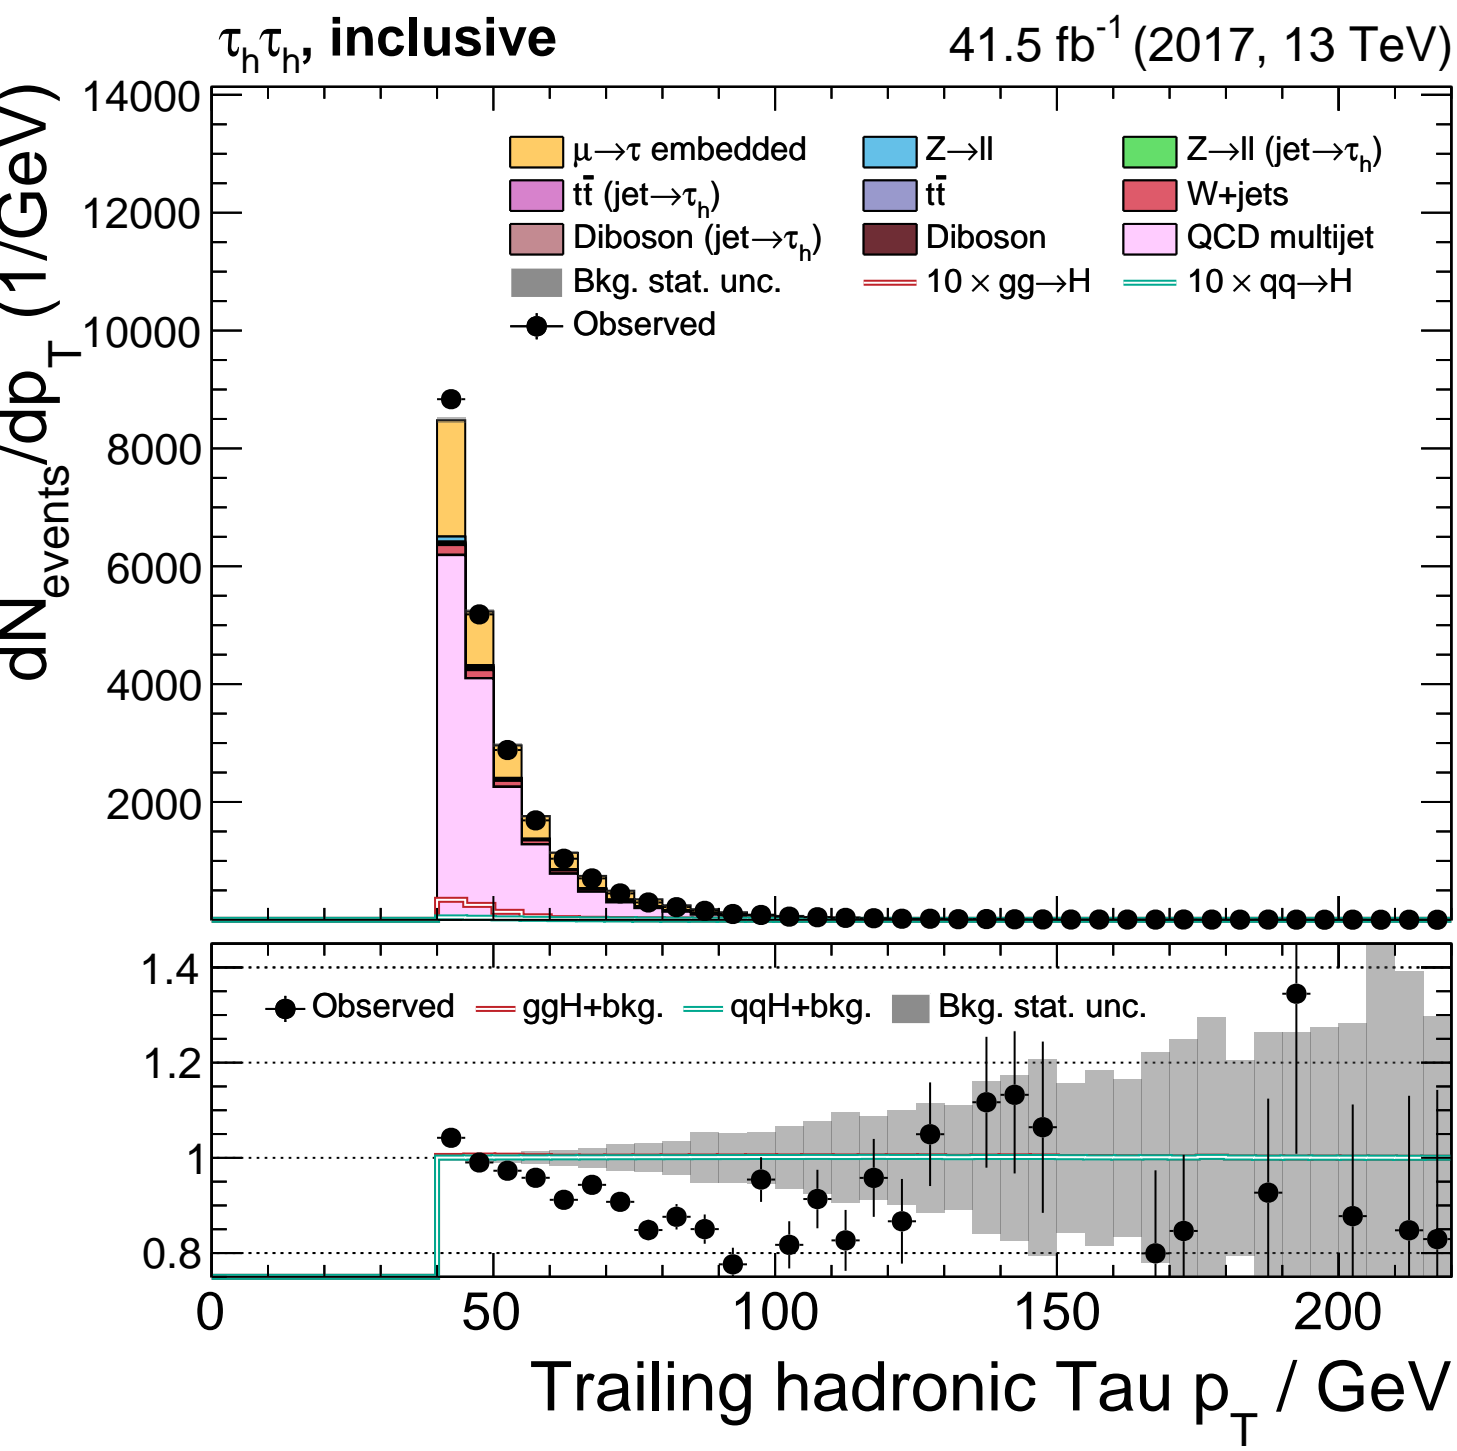 τhτh, inclusive 41.5 fb-1 (2017, 13 TeV)
dNevents/dpT (1/GeV)
14000
12000
10000
8000
6000
4000
2000
μ→τ embedded Z→ll Z→ll (jet→τh)
tt̄ (jet→τh) tt̄ W+jets
Diboson (jet→τh) Diboson QCD multijet
Bkg. stat. unc. 10 × gg→H 10 × qq→H
Observed
1.4
1.2
1
0.8
Observed ggH+bkg. qqH+bkg. Bkg. stat. unc.
0 50 100 150 200
Trailing hadronic Tau pT / GeV